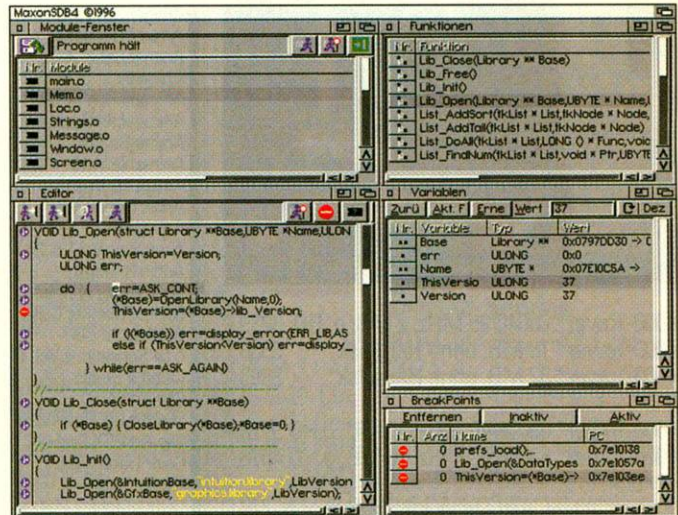 MaxonSDB4 ©1996
Module-Fenster
Programm hält
Nr. Module
main.o
Mem.o
Loc.o
Strings.o
Message.o
Window.o
Screen.o
Funktionen
Nr. Funktion
Lib_Close(Library ** Base)
Lib_Free()
Lib_Init()
Lib_Open(Library ** Base,UBYTE * Name,L
List_AddSort(tkList * List,tkNode * Node,
List_AddTail(tkList * List,tkNode * Node)
List_DoAll(tkList * List,LONG () * Func,voic
List_FindNum(tkList * List,void * Ptr,UBYTE
Editor
VOID Lib_Open(struct Library **Base,UBYTE *Name,ULON
{
ULONG ThisVersion=Version;
ULONG err;
do { err=ASK_CONT;
(*Base)=OpenLibrary(Name,0);
ThisVersion=(*Base)->lib_Version;
if (!(*Base)) err=display_error(ERR_LIB,AS
else if (ThisVersion<Version) err=display_
} while(err==ASK_AGAIN)
}
//
VOID Lib_Close(struct Library **Base)
{
if (*Base) { CloseLibrary(*Base);*Base=0; }
}
//
VOID Lib_Init()
{
Lib_Open(&IntuitionBase,"intuition.library",LibVersion
Lib_Open(&GfxBase,"graphics.library",LibVersion);
Variablen
Zurü Akt. F Erne Wert 37 Dez
Nr. Variable Typ Wert
Base Library ** 0x0797DD30 -> 0
err ULONG 0x0
Name UBYTE * 0x07E10C5A ->
ThisVersio ULONG 37
Version ULONG 37
BreakPoints
Entfernen Inaktiv Aktiv
Nr. Anz Name PC
0 prefs_load();.. 0x7e10138
0 Lib_Open(&DataTypes 0x7e1057a
0 ThisVersion=(*Base)-> 0x7e103ee